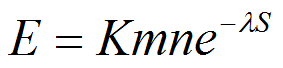 E = Kmne^{-λS}